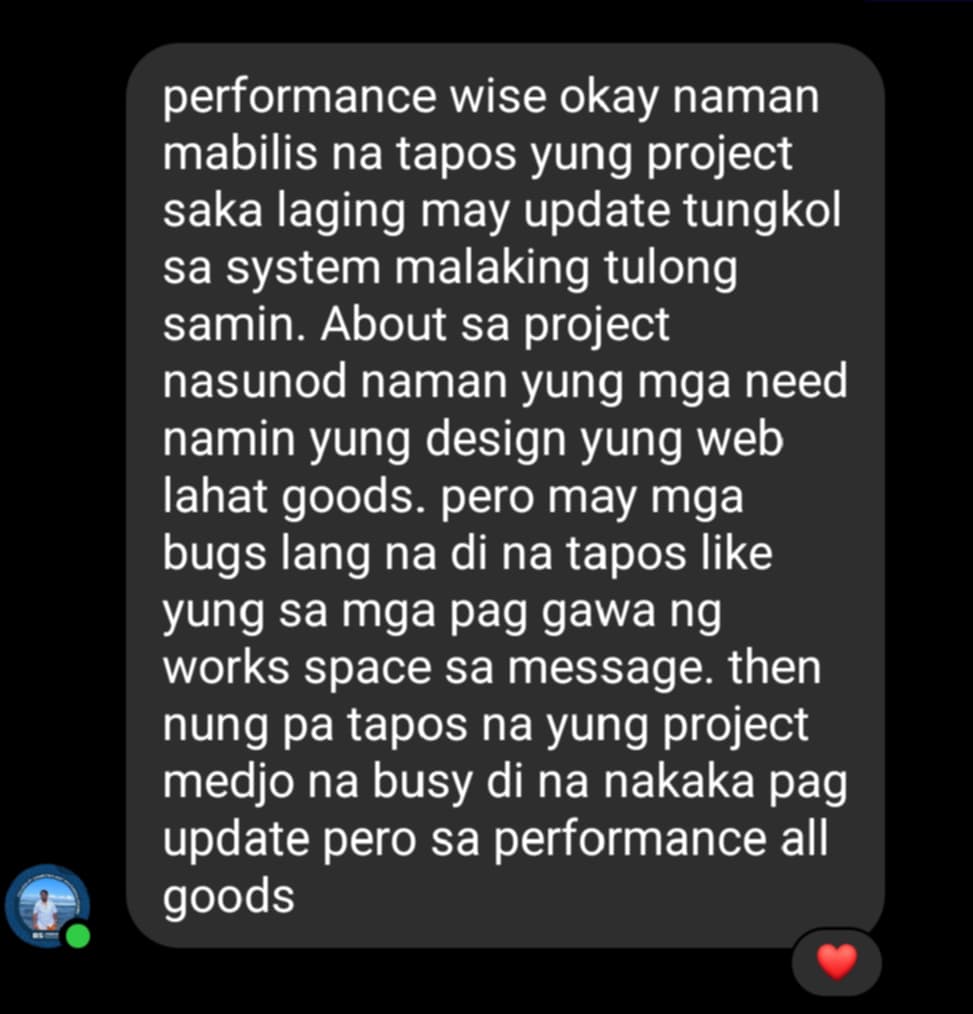 performance wise okay naman
mabilis na tapos yung project
saka laging may update tungkol
sa system malaking tulong
samin. About sa project
nasunod naman yung mga need
namin yung design yung web
lahat goods. pero may mga
bugs lang na di na tapos like
yung sa mga pag gawa ng
works space sa message. then
nung pa tapos na yung project
medjo na busy di na nakaka pag
update pero sa performance all
goods